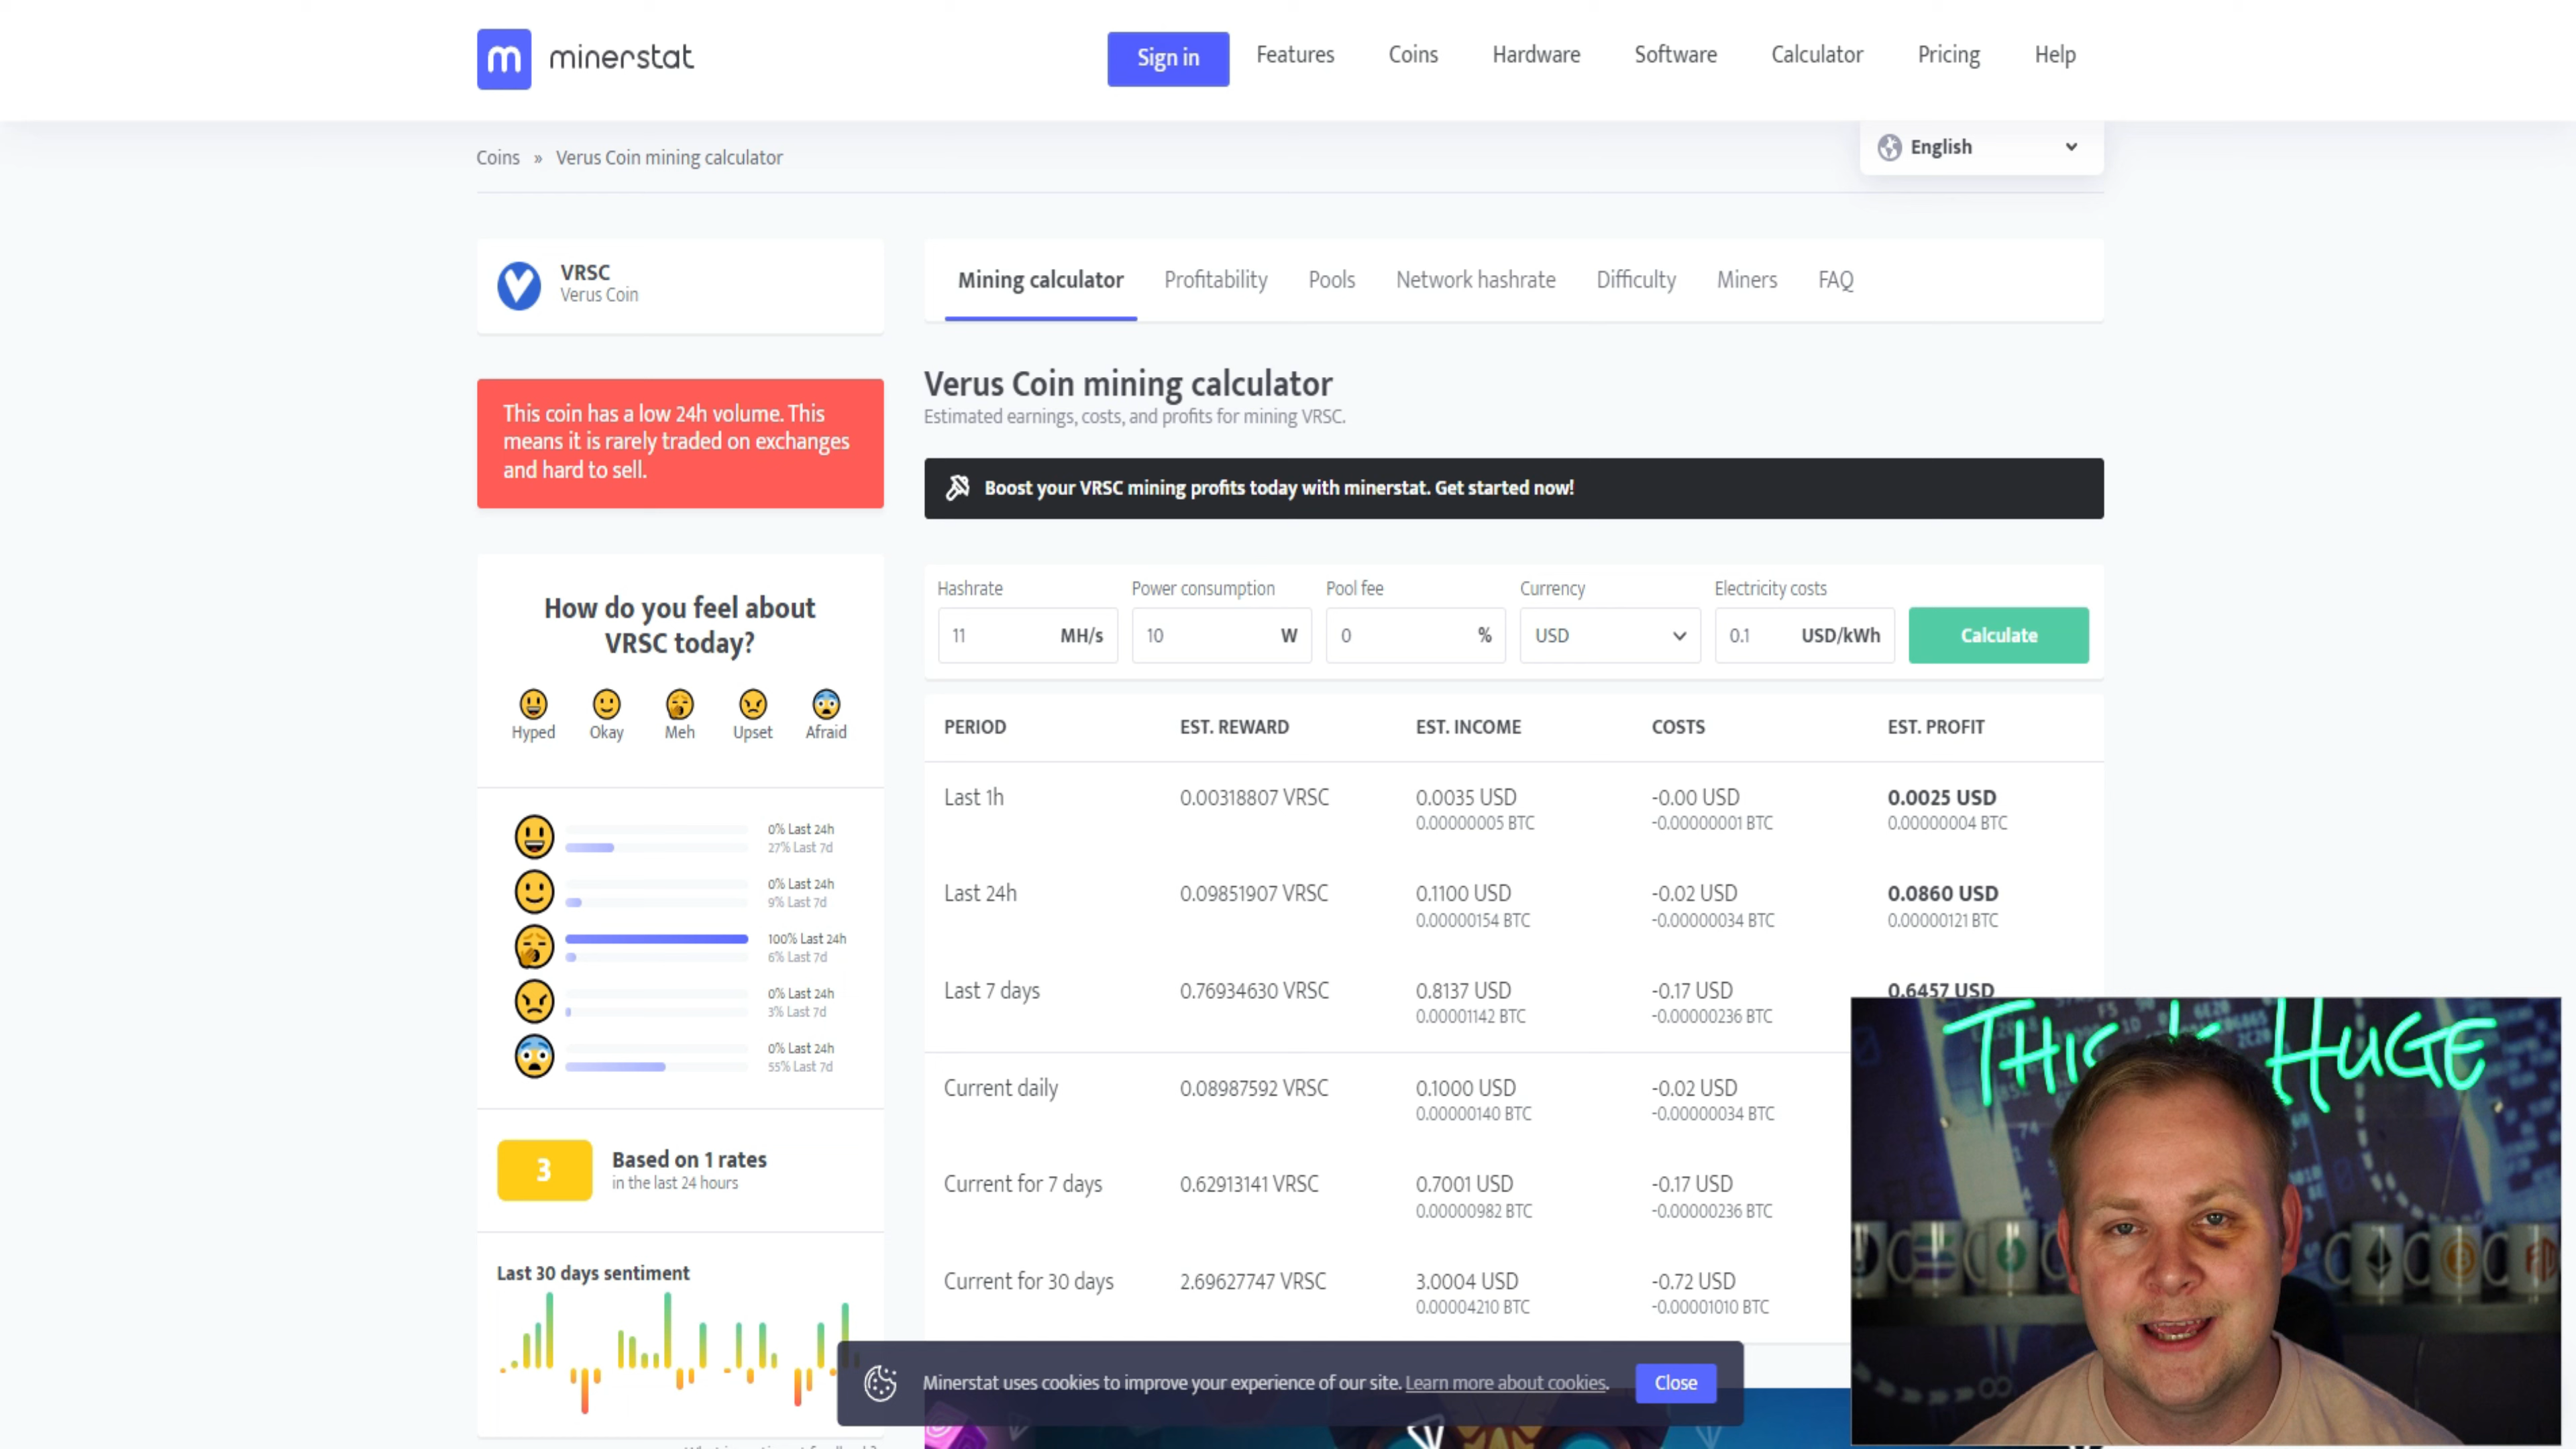 minerstat
Sign in
Features
Coins
Hardware
Software
Calculator
Pricing
Help
Coins » Verus Coin mining calculator
English
VRSC
Verus Coin
This coin has a low 24h volume. This
means it is rarely traded on exchanges
and hard to sell.
How do you feel about
VRSC today?
Hyped Okay Meh Upset Afraid
0% Last 24h
27% Last 7d
0% Last 24h
9% Last 7d
100% Last 24h
6% Last 7d
0% Last 24h
3% Last 7d
0% Last 24h
55% Last 7d
3
Based on 1 rates
in the last 24 hours
Last 30 days sentiment
Mining calculator Profitability Pools Network hashrate Difficulty Miners FAQ
Verus Coin mining calculator
Estimated earnings, costs, and profits for mining VRSC.
Boost your VRSC mining profits today with minerstat. Get started now!
Hashrate Power consumption Pool fee Currency Electricity costs
11 MH/s 10 W 0 % USD 0.1 USD/kWh Calculate
PERIOD EST. REWARD EST. INCOME COSTS EST. PROFIT
Last 1h 0.00318807 VRSC 0.0035 USD -0.00 USD 0.0025 USD
0.00000005 BTC -0.00000001 BTC 0.00000004 BTC
Last 24h 0.09851907 VRSC 0.1100 USD -0.02 USD 0.0860 USD
0.00000154 BTC -0.00000034 BTC 0.00000121 BTC
Last 7 days 0.76934630 VRSC 0.8137 USD -0.17 USD 0.6457 USD
0.00001142 BTC -0.00000236 BTC
Current daily 0.08987592 VRSC 0.1000 USD -0.02 USD
0.00000140 BTC -0.00000034 BTC
Current for 7 days 0.62913141 VRSC 0.7001 USD -0.17 USD
0.00000982 BTC -0.00000236 BTC
Current for 30 days 2.69627747 VRSC 3.0004 USD -0.72 USD
0.00004210 BTC -0.00001010 BTC
Minerstat uses cookies to improve your experience of our site. Learn more about cookies. Close
HUGE